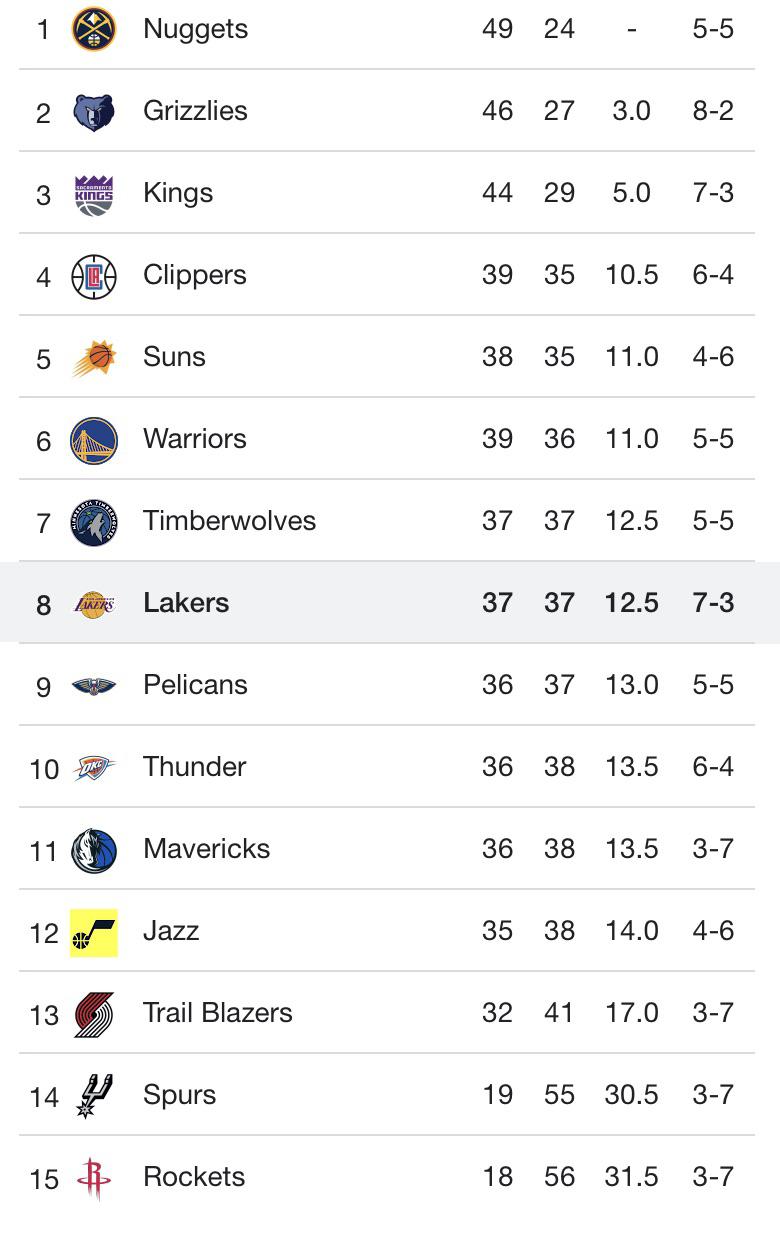 1 Nuggets 49 24 - 5-5
2 Grizzlies 46 27 3.0 8-2
3 SACRAMENTO KINGS Kings 44 29 5.0 7-3
4 Clippers 39 35 10.5 6-4
5 Suns 38 35 11.0 4-6
6 Warriors 39 36 11.0 5-5
7 MINNESOTA TIMBERWOLVES Timberwolves 37 37 12.5 5-5
8 LAKERS Lakers 37 37 12.5 7-3
9 Pelicans 36 37 13.0 5-5
10 OKC Thunder 36 38 13.5 6-4
11 Mavericks 36 38 13.5 3-7
12 Jazz 35 38 14.0 4-6
13 Trail Blazers 32 41 17.0 3-7
14 Spurs 19 55 30.5 3-7
15 R Rockets 18 56 31.5 3-7